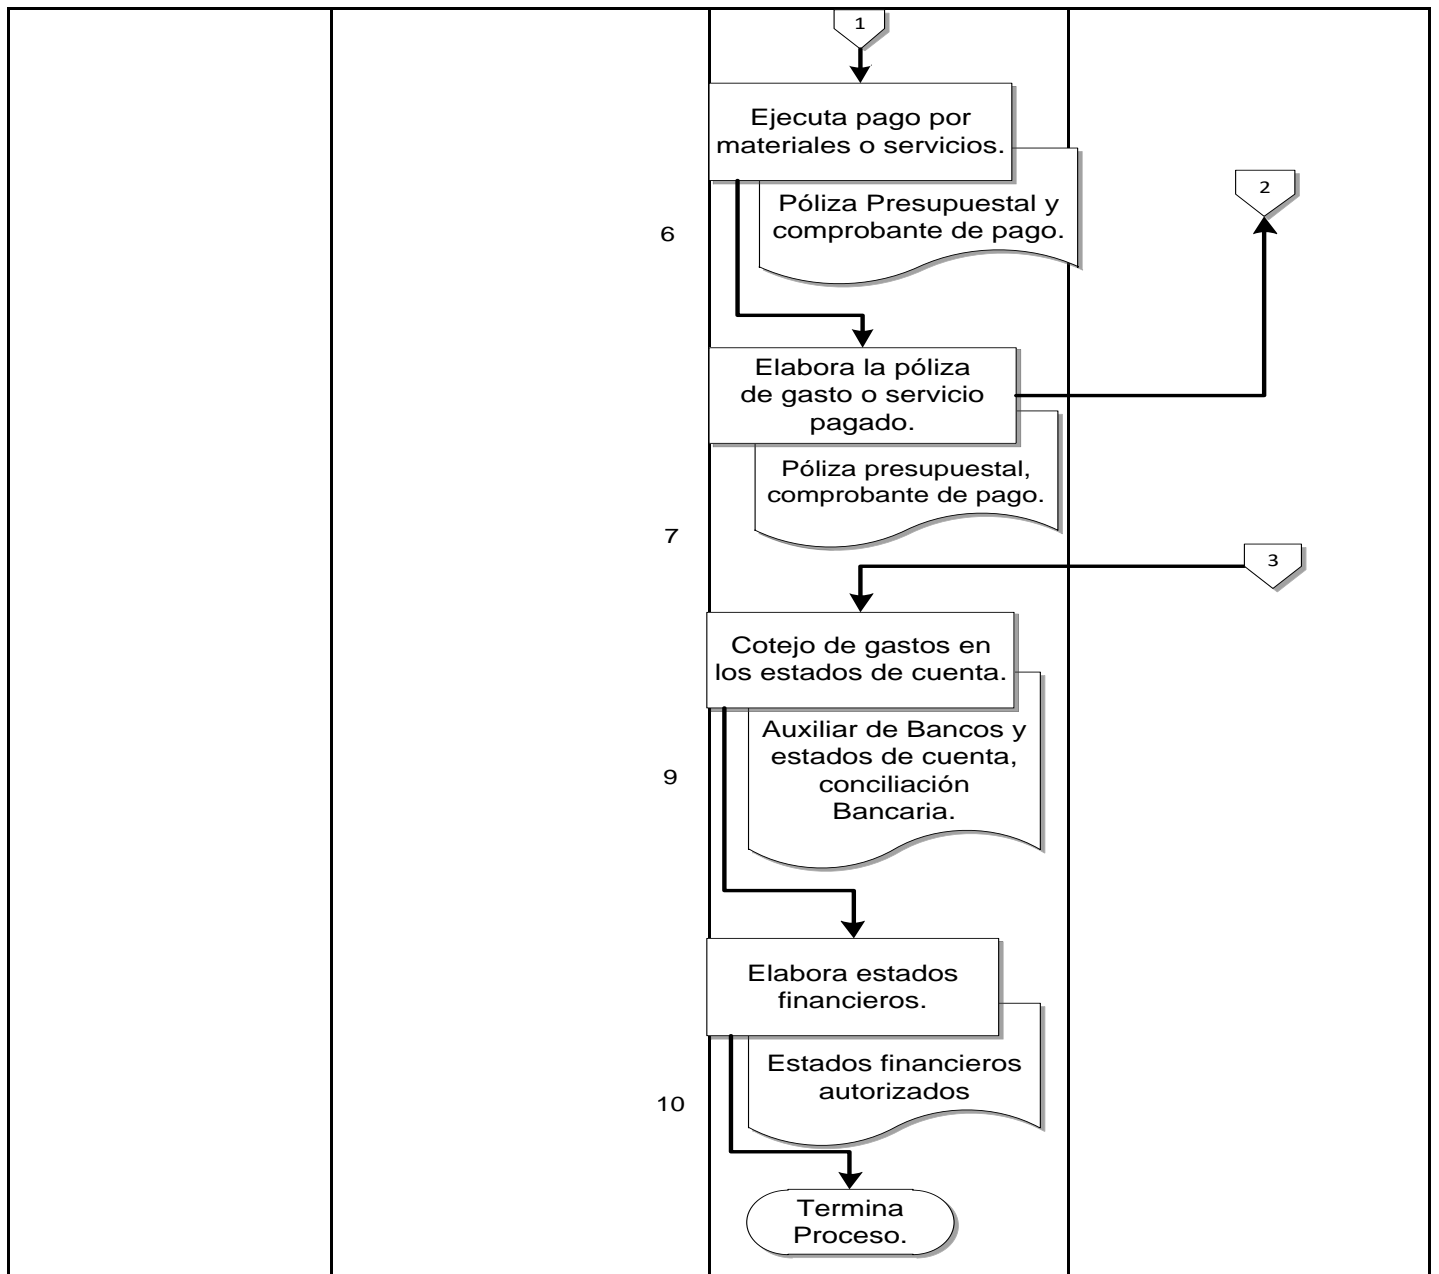 1
Ejecuta pago por
materiales o servicios.
Póliza Presupuestal y
comprobante de pago.
2
6
Elabora la póliza
de gasto o servicio
pagado.
Póliza presupuestal,
comprobante de pago.
7
3
Cotejo de gastos en
los estados de cuenta.
Auxiliar de Bancos y
estados de cuenta,
conciliación
Bancaria.
9
Elabora estados
financieros.
Estados financieros
autorizados
10
Termina
Proceso.